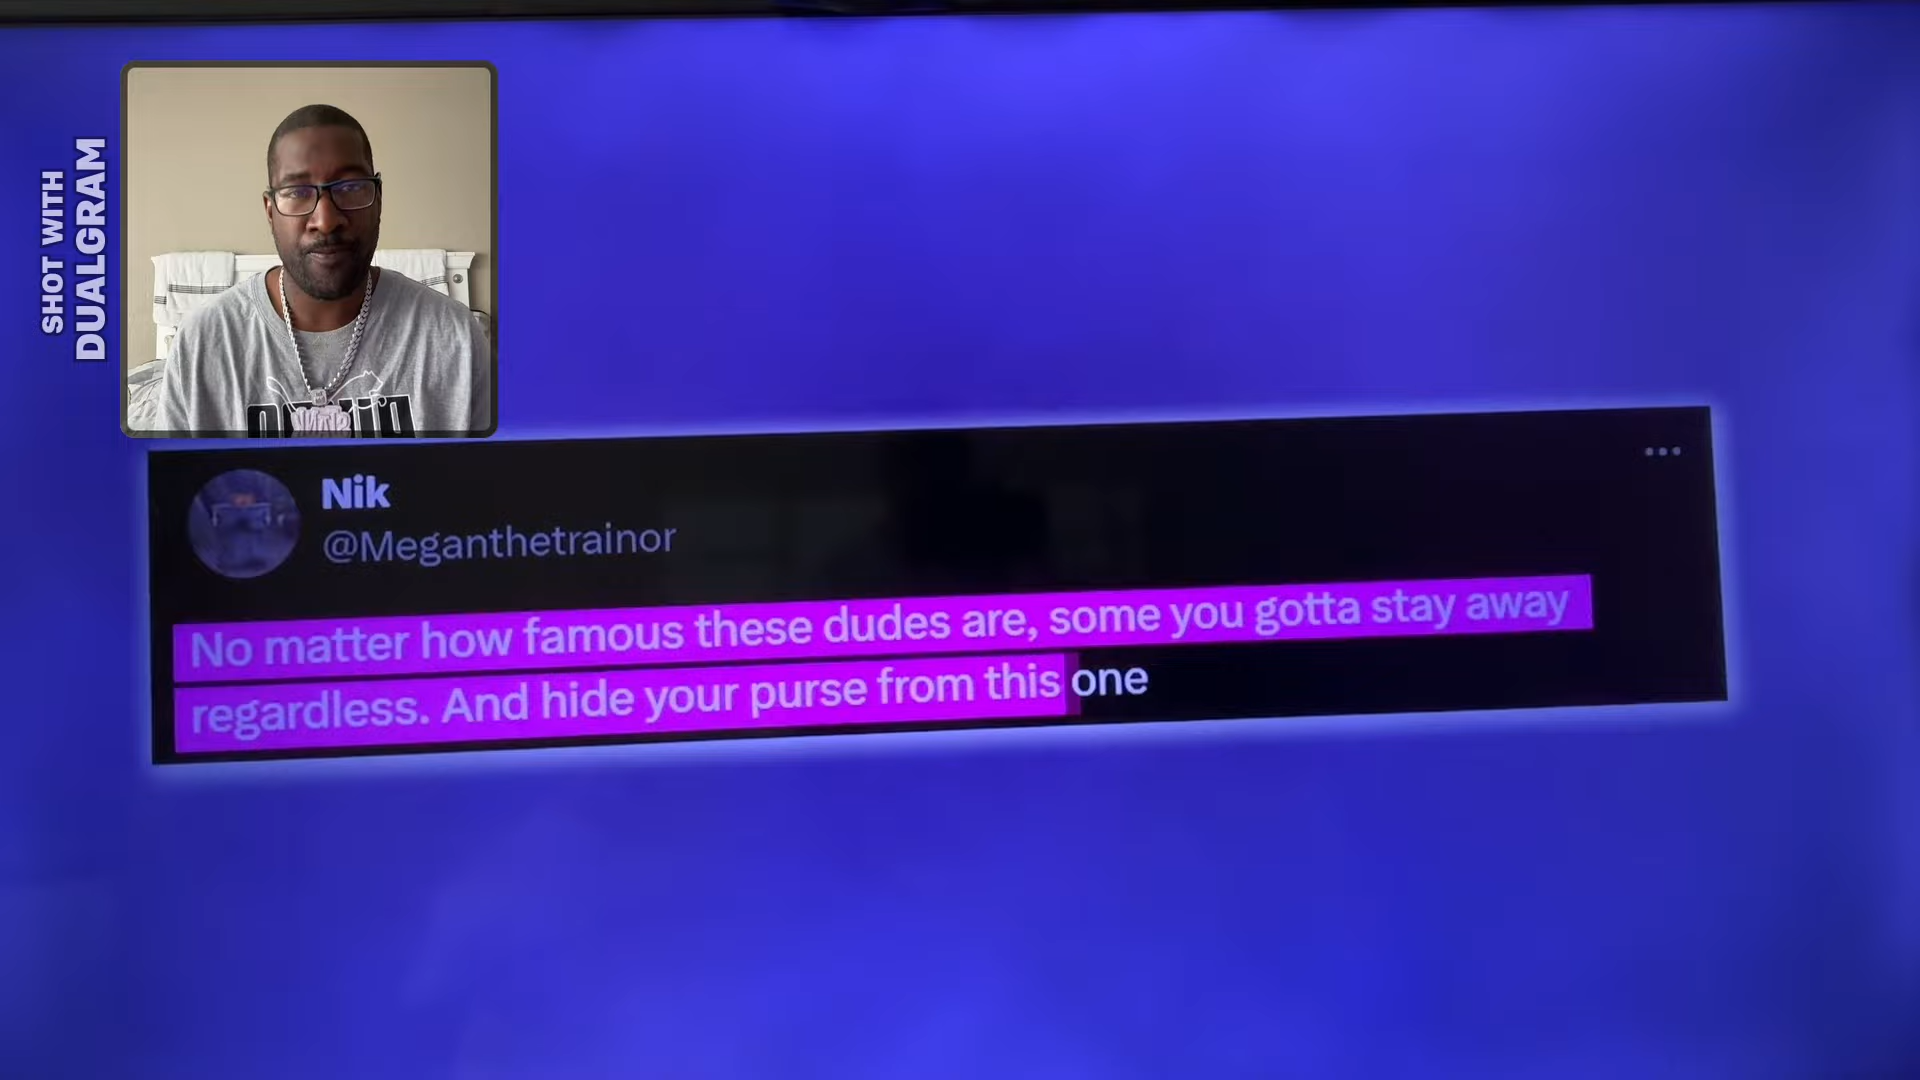 SHOT WITH
DUALGRAM
Nik
@Meganthetrainor
No matter how famous these dudes are, some you gotta stay away
regardless. And hide your purse from this one